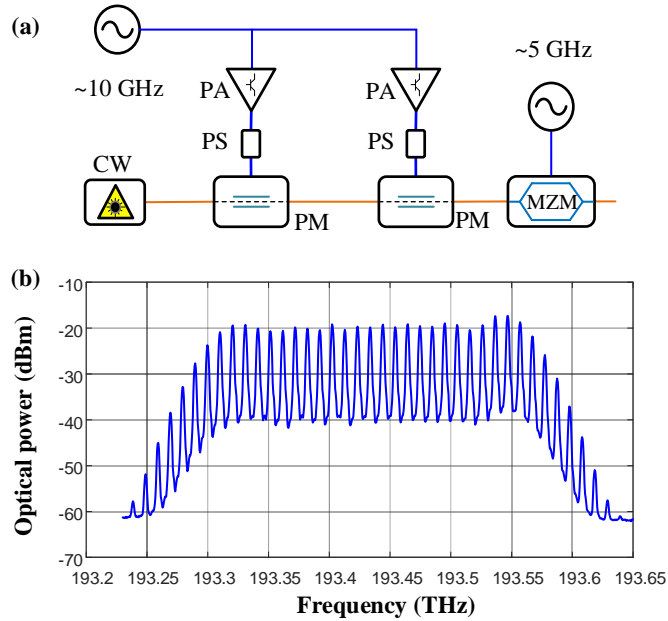 (a)
~10 GHz
PA
PA
~5 GHz
PS
PS
CW
PM
PM
MZM
(b)
Optical power (dBm)
-10
-20
-30
-40
-50
-60
-70
193.2 193.25 193.3 193.35 193.4 193.45 193.5 193.55 193.6 193.65
Frequency (THz)